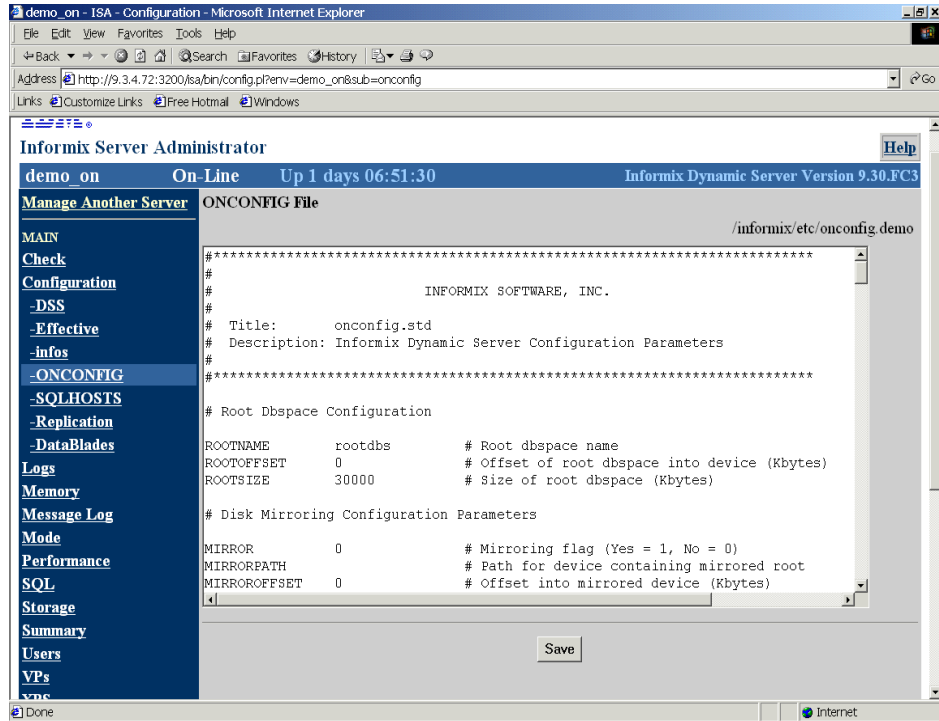 demo_on - ISA - Configuration - Microsoft Internet Explorer
File Edit View Favorites Tools Help
Back Search Favorites History
Address http://9.3.4.72:3200/isa/bin/config.pl?env=demo_on&sub=onconfig Go
Links Customize Links Free Hotmail Windows
Informix Server Administrator Help
demo_on On-Line Up 1 days 06:51:30 Informix Dynamic Server Version 9.30.FC3
Manage Another Server
MAIN
Check
Configuration
-DSS
-Effective
-infos
-ONCONFIG
-SQLHOSTS
-Replication
-DataBlades
Logs
Memory
Message Log
Mode
Performance
SQL
Storage
Summary
Users
VPs
XPS
ONCONFIG File
/informix/etc/onconfig.demo
#**************************************************************************
#
# INFORMIX SOFTWARE, INC.
#
# Title: onconfig.std
# Description: Informix Dynamic Server Configuration Parameters
#
#**************************************************************************
# Root Dbspace Configuration
ROOTNAME rootdbs # Root dbspace name
ROOTOFFSET 0 # Offset of root dbspace into device (Kbytes)
ROOTSIZE 30000 # Size of root dbspace (Kbytes)
# Disk Mirroring Configuration Parameters
MIRROR 0 # Mirroring flag (Yes = 1, No = 0)
MIRRORPATH # Path for device containing mirrored root
MIRROROFFSET 0 # Offset into mirrored device (Kbytes)
Save
Done Internet